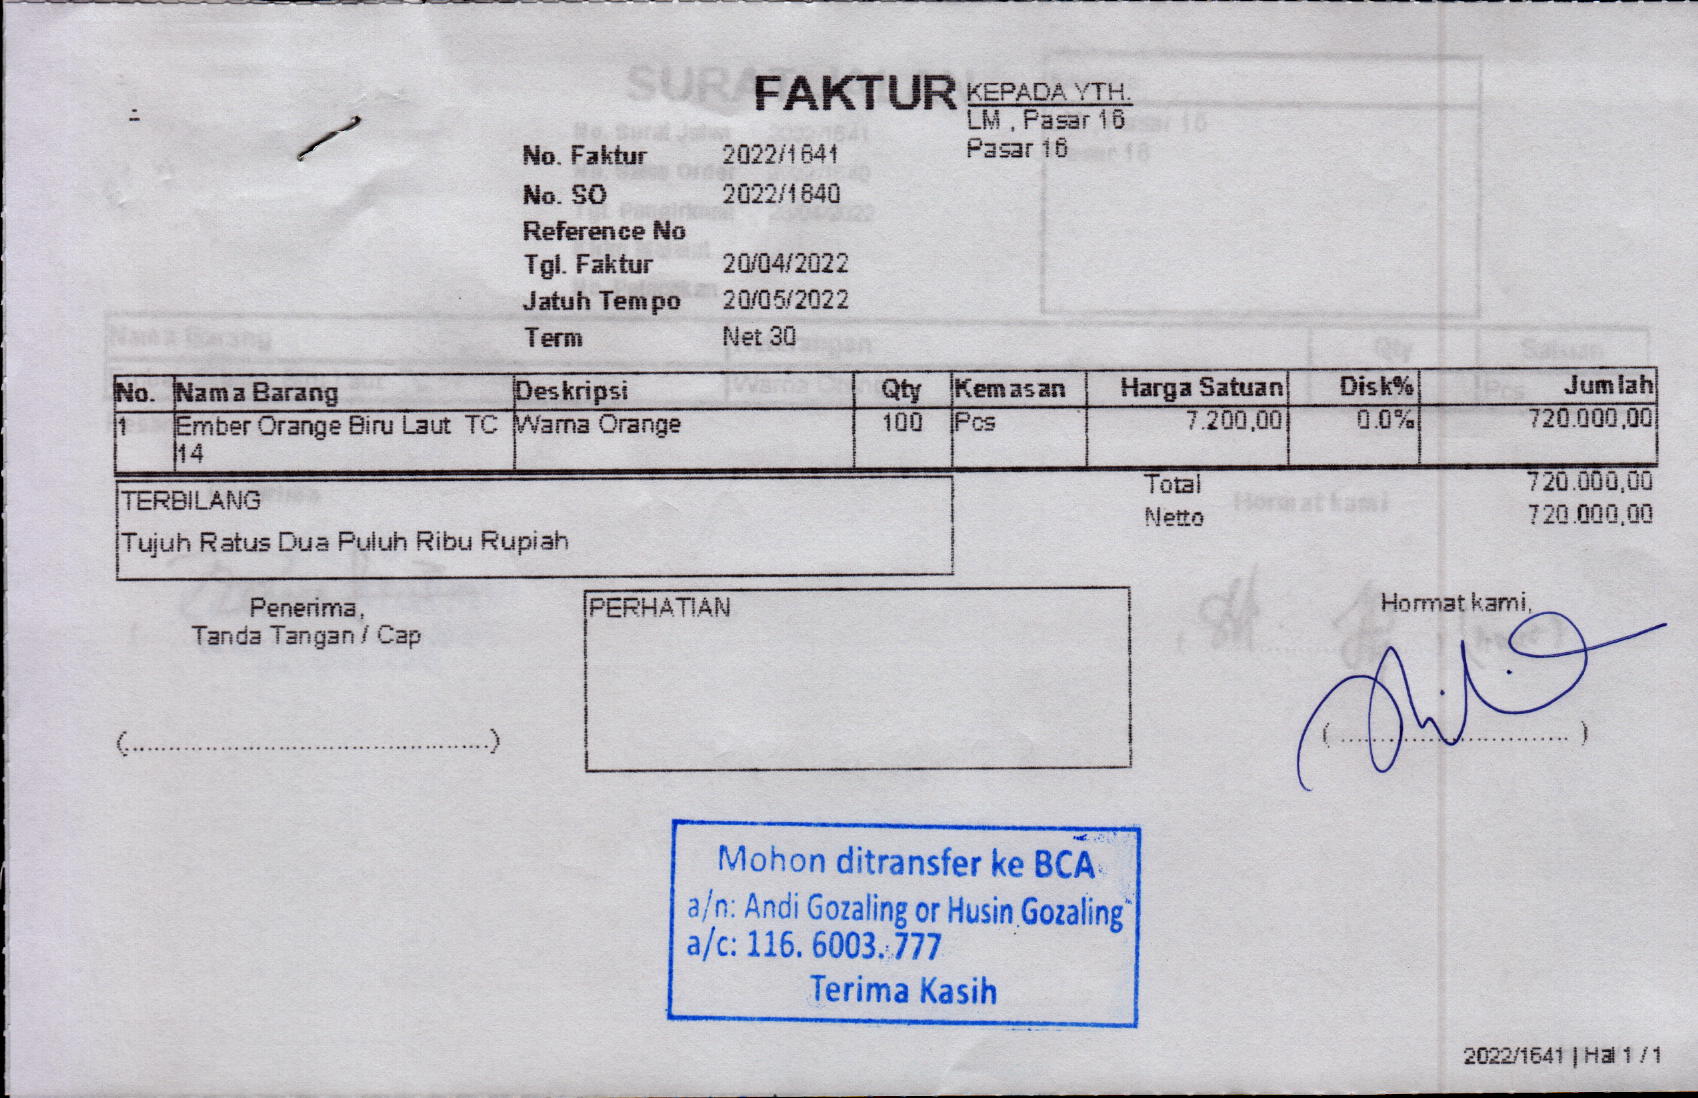 FAKTUR
KEPADA YTH.
LM , Pasar 16
Pasar 16
No. Faktur 2022/1641
No. SO 2022/1640
Reference No
Tgl. Faktur 20/04/2022
Jatuh Tempo 20/05/2022
Term Net 30
No. Nama Barang Deskripsi Qty Kemasan Harga Satuan Disk% Jumlah
1 Ember Orange Biru Laut TC 14 Warna Orange 100 Pcs 7.200,00 0.0% 720.000,00
Total 720.000,00
Netto 720.000,00
TERBILANG
Tujuh Ratus Dua Puluh Ribu Rupiah
Penerima,
Tanda Tangan / Cap
PERHATIAN
Hormat kami,
Mohon ditransfer ke BCA
a/n: Andi Gozaling or Husin Gozaling
a/c: 116. 6003. 777
Terima Kasih
2022/1641 | Hal 1 / 1